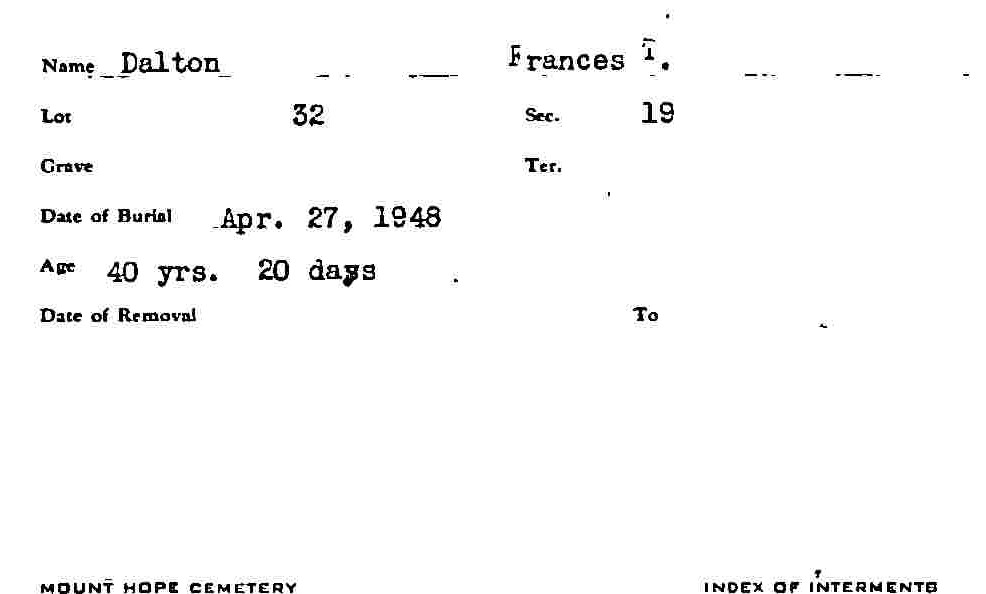 Name Dalton Frances T.
Lot 32 Sec. 19
Grave Ter.
Date of Burial Apr. 27, 1948
Age 40 yrs. 20 days
Date of Removal To
MOUNT HOPE CEMETERY INDEX OF INTERMENTS